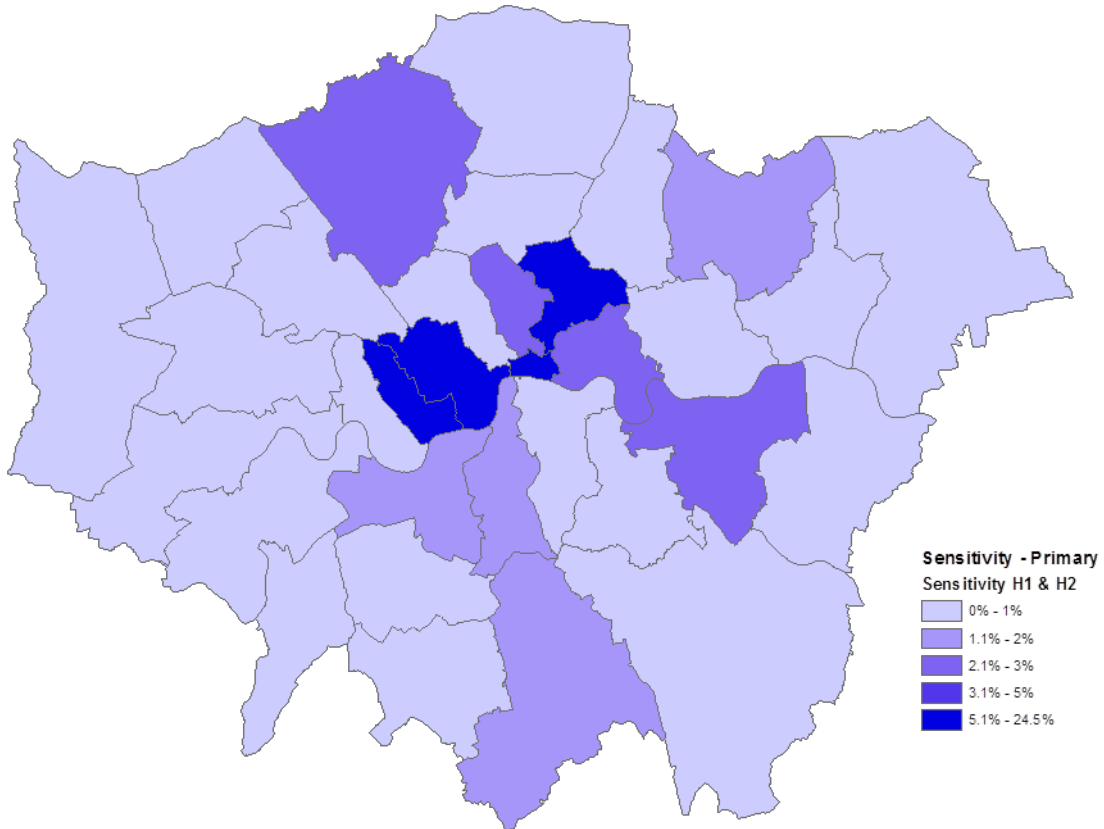 Sensitivity - Primary
Sensitivity H1 & H2
0% - 1%
1.1% - 2%
2.1% - 3%
3.1% - 5%
5.1% - 24.5%